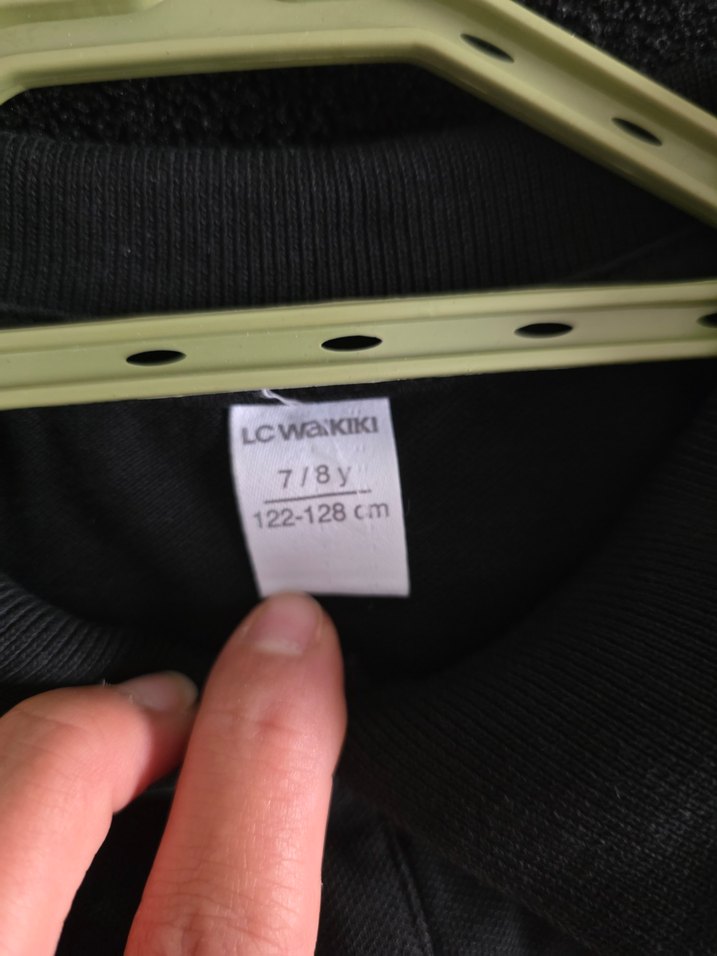 LC WaIKIKI
7 / 8 y
122-128 cm